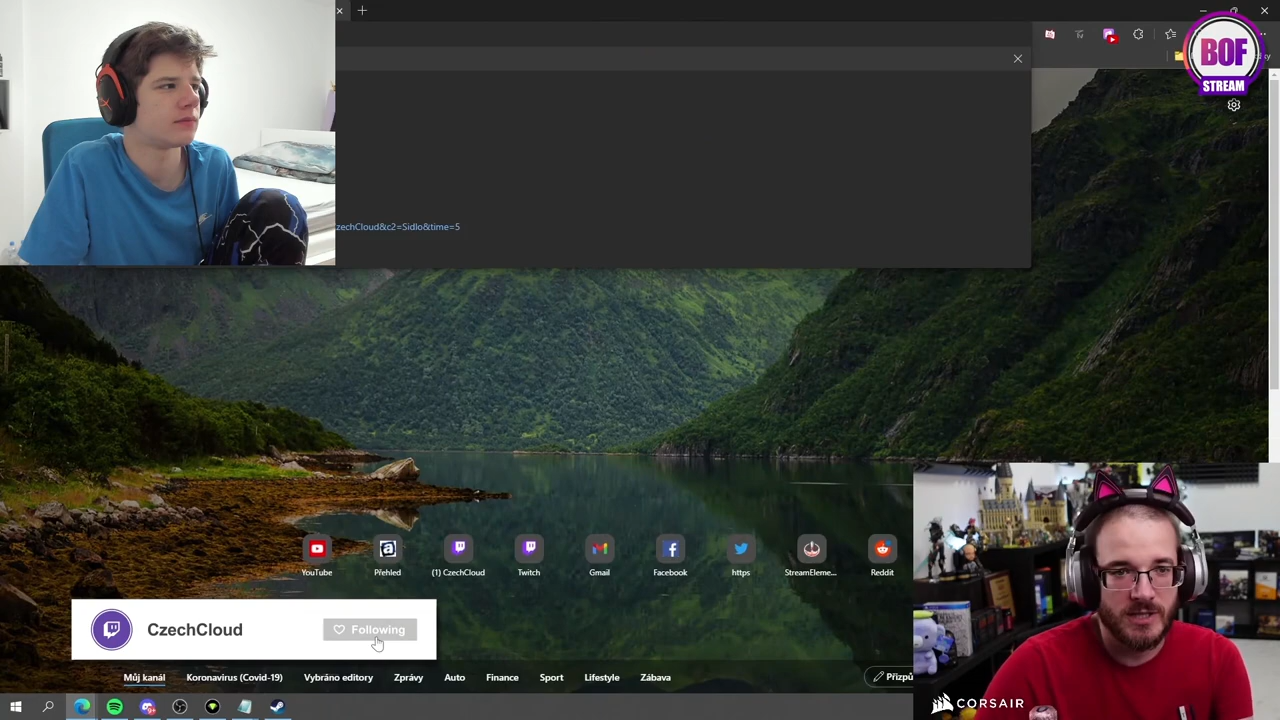 BOF
STREAM
zechCloud&c2=Sidlo&time=5
YouTube
Přehled
(1) CzechCloud
Twitch
Gmail
Facebook
https
StreamEleme...
Reddit
CzechCloud
Following
Můj kanál
Koronavirus (Covid-19)
Vybráno editory
Zprávy
Auto
Finance
Sport
Lifestyle
Zábava
Přizpů
CORSAIR